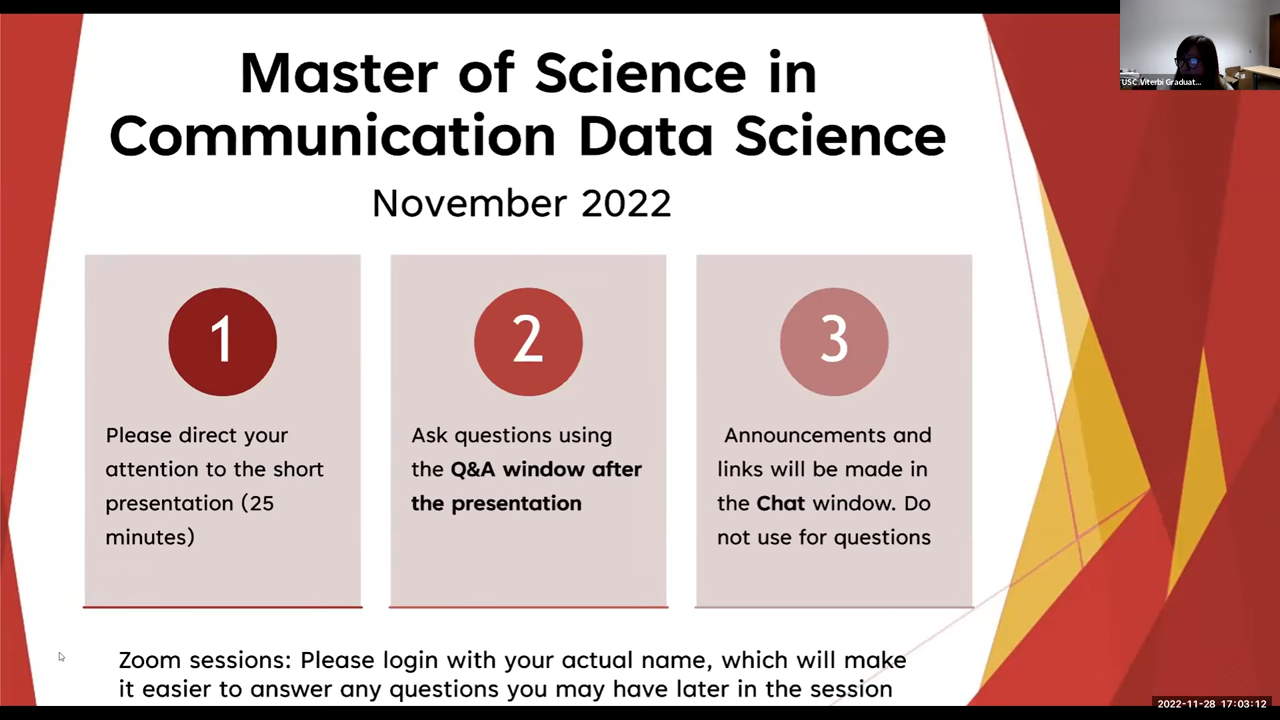 Master of Science in
Communication Data Science
November 2022
1
Please direct your
attention to the short
presentation (25
minutes)
2
Ask questions using
the Q&A window after
the presentation
3
Announcements and
links will be made in
the Chat window. Do
not use for questions
Zoom sessions: Please login with your actual name, which will make
it easier to answer any questions you may have later in the session
USC Viterbi Graduat...
2022-11-28 17:03:12